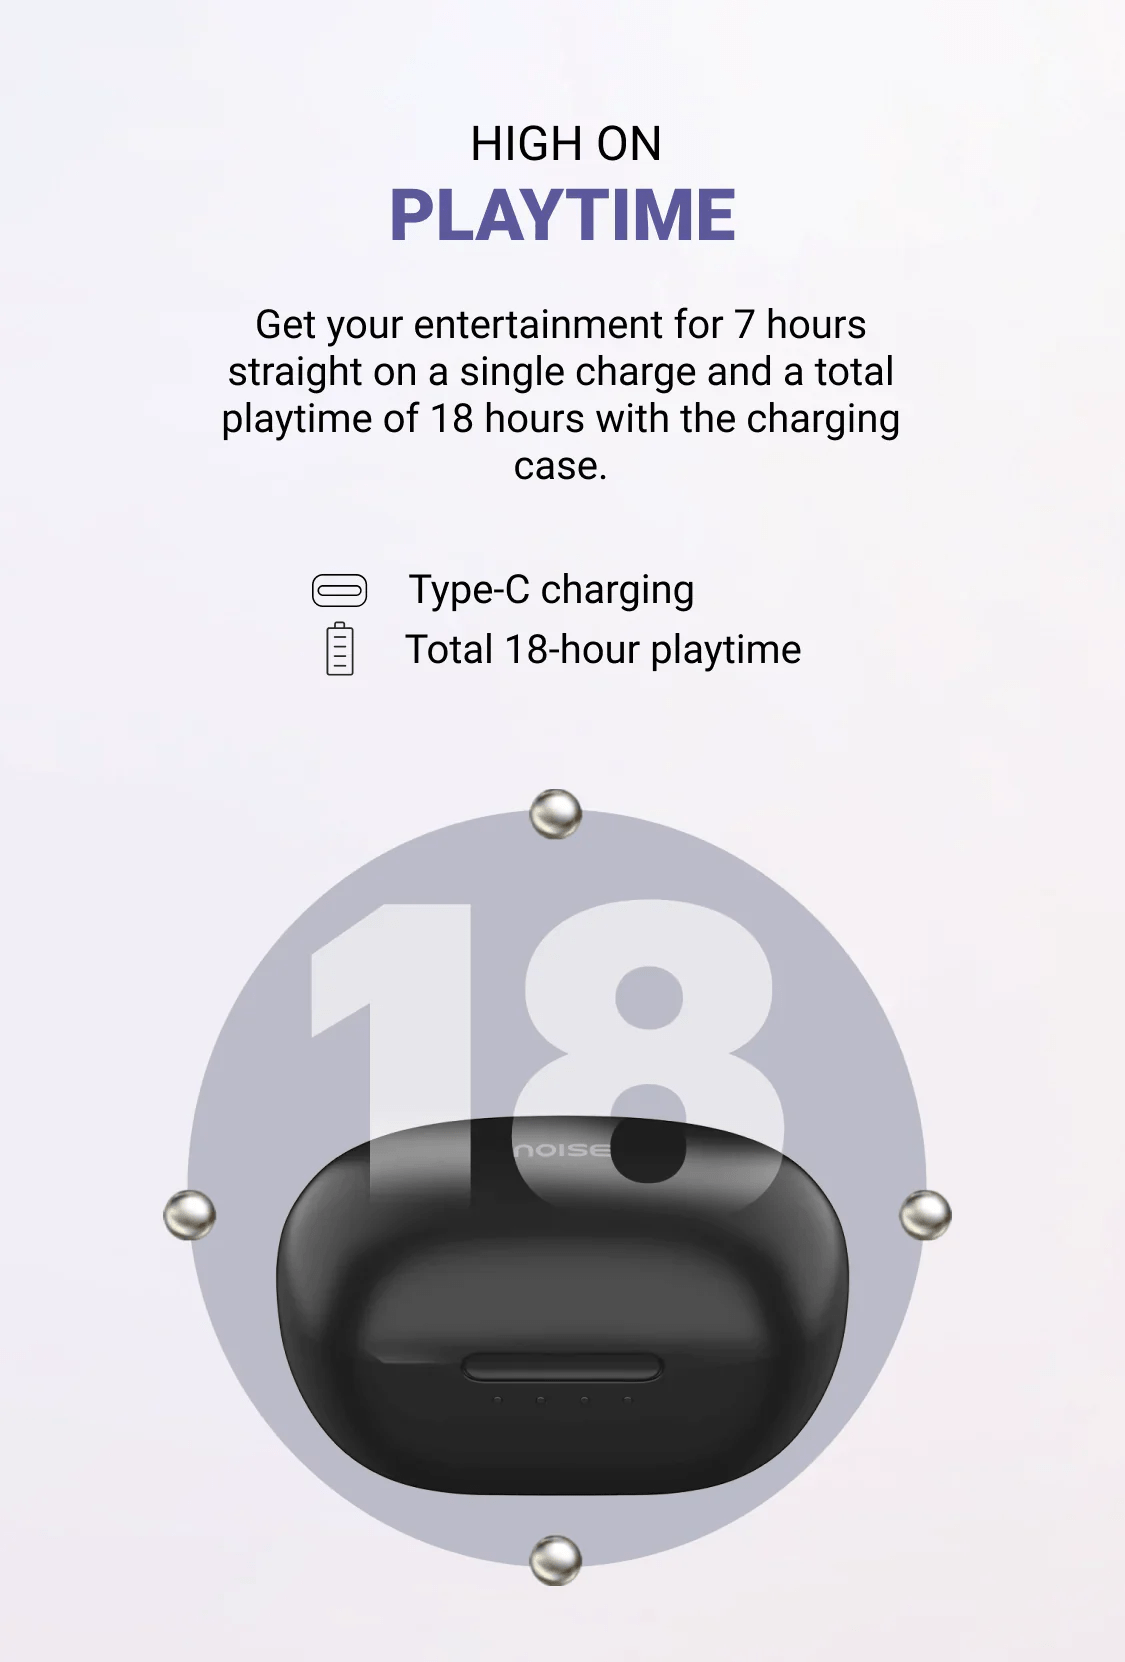 HIGH ON
PLAYTIME
Get your entertainment for 7 hours
straight on a single charge and a total
playtime of 18 hours with the charging
case.
Type-C charging
Total 18-hour playtime
18
noise